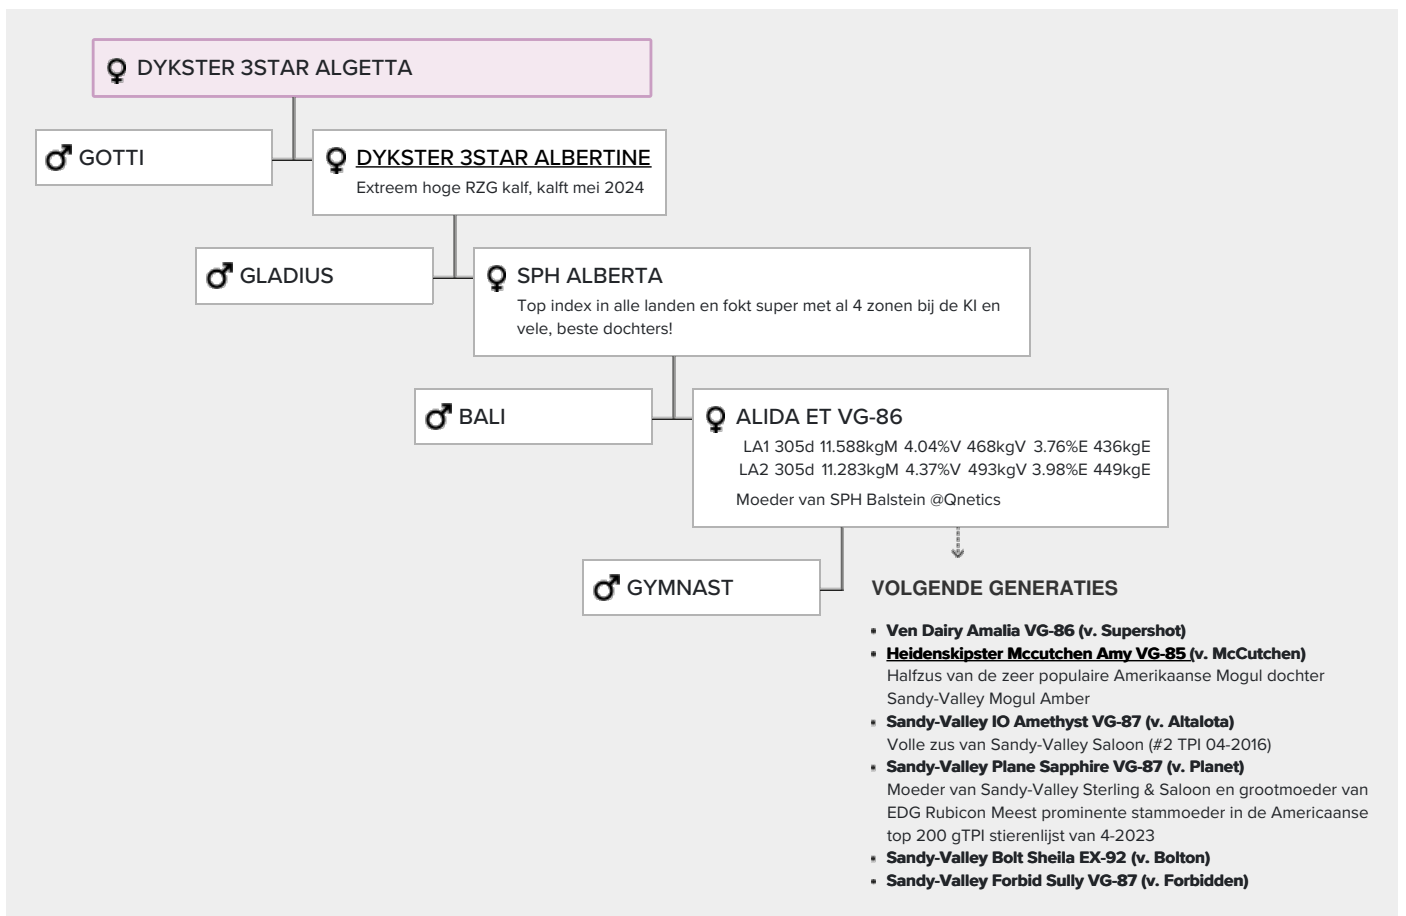 DYKSTER 3STAR ALGETTA
GOTTI
DYKSTER 3STAR ALBERTINE
Extreem hoge RZG kalf, kalft mei 2024
GLADIUS
SPH ALBERTA
Top index in alle landen en fokt super met al 4 zonen bij de KI en
vele, beste dochters!
BALI
ALIDA ET VG-86
LA1 305d 11.588kgM 4.04%V 468kgV 3.76%E 436kgE
LA2 305d 11.283kgM 4.37%V 493kgV 3.98%E 449kgE
Moeder van SPH Balstein @Qnetics
GYMNAST
VOLGENDE GENERATIES
Ven Dairy Amalia VG-86 (v. Supershot)
Heidenskipster Mccutchen Amy VG-85 (v. McCutchen)
Halfzus van de zeer populaire Amerikaanse Mogul dochter
Sandy-Valley Mogul Amber
Sandy-Valley IO Amethyst VG-87 (v. Altalota)
Volle zus van Sandy-Valley Saloon (#2 TPI 04-2016)
Sandy-Valley Plane Sapphire VG-87 (v. Planet)
Moeder van Sandy-Valley Sterling & Saloon en grootmoeder van
EDG Rubicon Meest prominente stammoeder in de Americaanse
top 200 gTPI stierenlijst van 4-2023
Sandy-Valley Bolt Sheila EX-92 (v. Bolton)
Sandy-Valley Forbid Sully VG-87 (v. Forbidden)